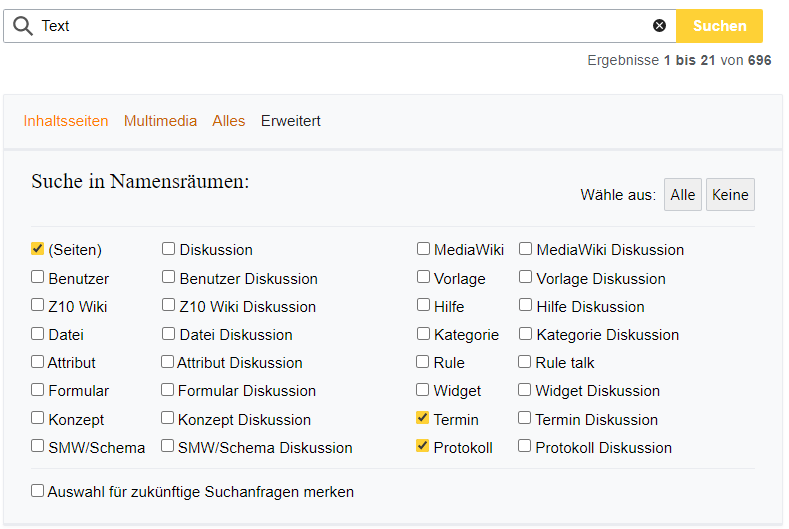 Text Suchen
Ergebnisse 1 bis 21 von 696
Inhaltsseiten Multimedia Alles Erweitert
Suche in Namensräumen:
Wähle aus: Alle Keine
(Seiten) Diskussion MediaWiki MediaWiki Diskussion
Benutzer Benutzer Diskussion Vorlage Vorlage Diskussion
Z10 Wiki Z10 Wiki Diskussion Hilfe Hilfe Diskussion
Datei Datei Diskussion Kategorie Kategorie Diskussion
Attribut Attribut Diskussion Rule Rule talk
Formular Formular Diskussion Widget Widget Diskussion
Konzept Konzept Diskussion Termin Termin Diskussion
SMW/Schema SMW/Schema Diskussion Protokoll Protokoll Diskussion
Auswahl für zukünftige Suchanfragen merken